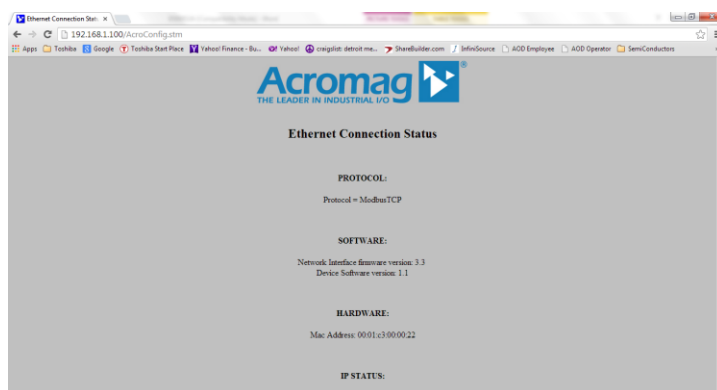 Ethernet Connection Stat
192.168.1.100/AcroConfig.stm
Apps Toshiba Google Toshiba Start Place Yahoo! Finance - Bu... Yahoo! craigslist: detroit me... ShareBuilder.com InfiniSource AOD Employee AOD Operator SemiConductors
Acromag
THE LEADER IN INDUSTRIAL I/O
Ethernet Connection Status
PROTOCOL:
Protocol = ModbusTCP
SOFTWARE:
Network Interface firmware version: 3.3
Device Software version: 1.1
HARDWARE:
Mac Address: 00:01:c3:00:00:22
IP STATUS: